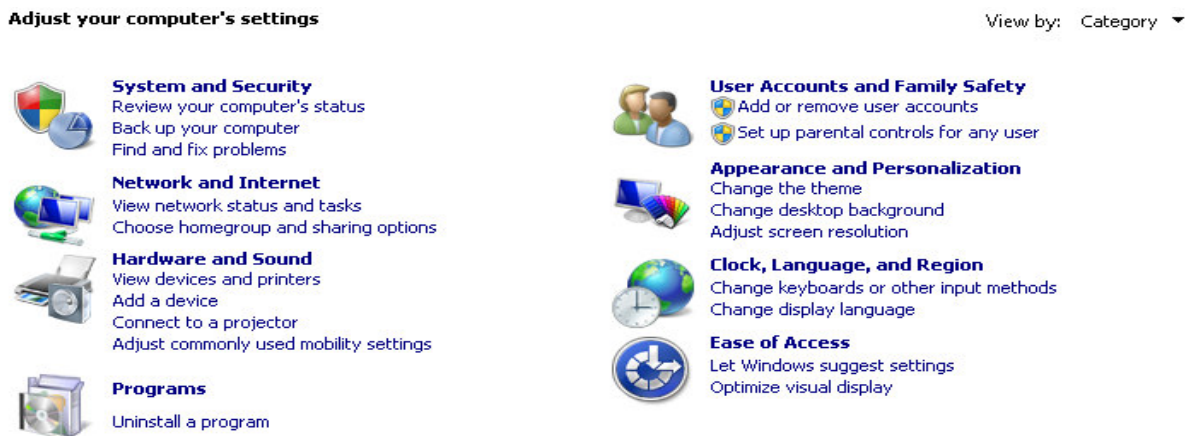 Adjust your computer's settings
View by: Category
System and Security
Review your computer's status
Back up your computer
Find and fix problems
Network and Internet
View network status and tasks
Choose homegroup and sharing options
Hardware and Sound
View devices and printers
Add a device
Connect to a projector
Adjust commonly used mobility settings
Programs
Uninstall a program
User Accounts and Family Safety
Add or remove user accounts
Set up parental controls for any user
Appearance and Personalization
Change the theme
Change desktop background
Adjust screen resolution
Clock, Language, and Region
Change keyboards or other input methods
Change display language
Ease of Access
Let Windows suggest settings
Optimize visual display